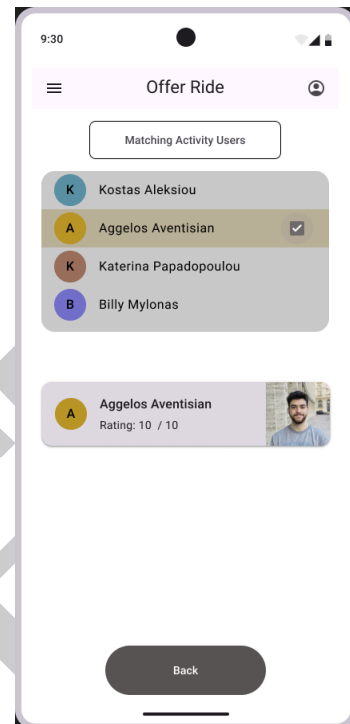 9:30
Offer Ride
Matching Activity Users
K Kostas Aleksiou
A Aggelos Aventisian
K Katerina Papadopoulou
B Billy Mylonas
A Aggelos Aventisian
Rating: 10 / 10
Back